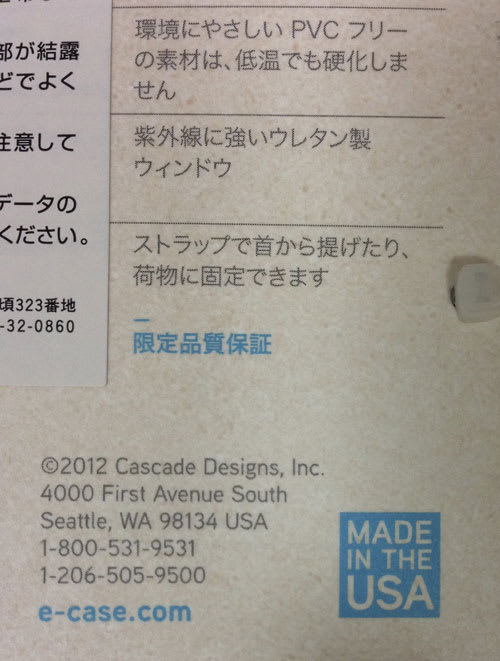 部が結露
どでよく
注意して
データの
ください。
頃323番地
-32-0860
環境にやさしい PVC フリー
の素材は、低温でも硬化しま
せん
紫外線に強いウレタン製
ウィンドウ
ストラップで首から提げたり、
荷物に固定できます
限定品質保証
©2012 Cascade Designs, Inc.
4000 First Avenue South
Seattle, WA 98134 USA
1-800-531-9531
1-206-505-9500
e-case.com
MADE
IN THE
USA